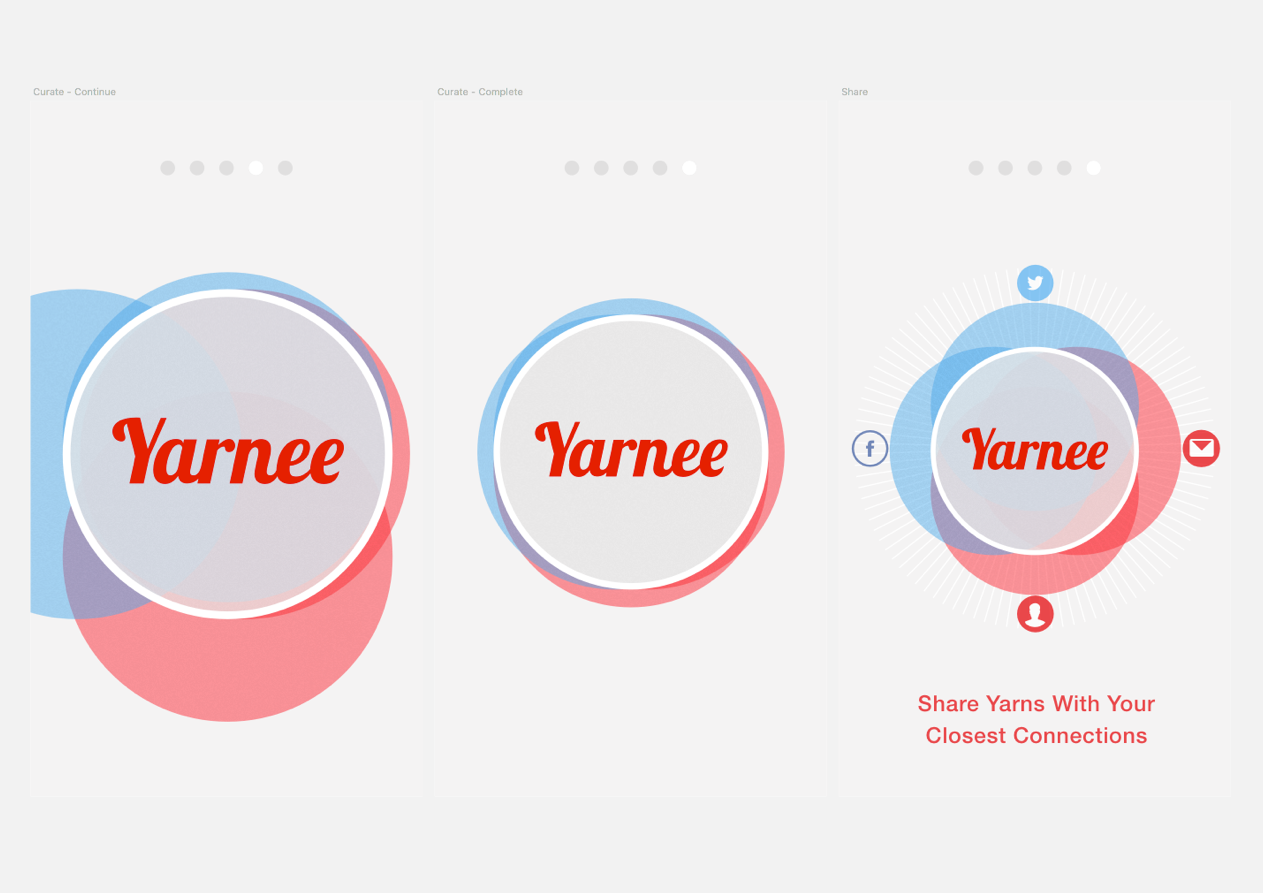 Curate - Continue
Curate - Complete
Share
Yarnee
Yarnee
Yarnee
f
Share Yarns With Your
Closest Connections